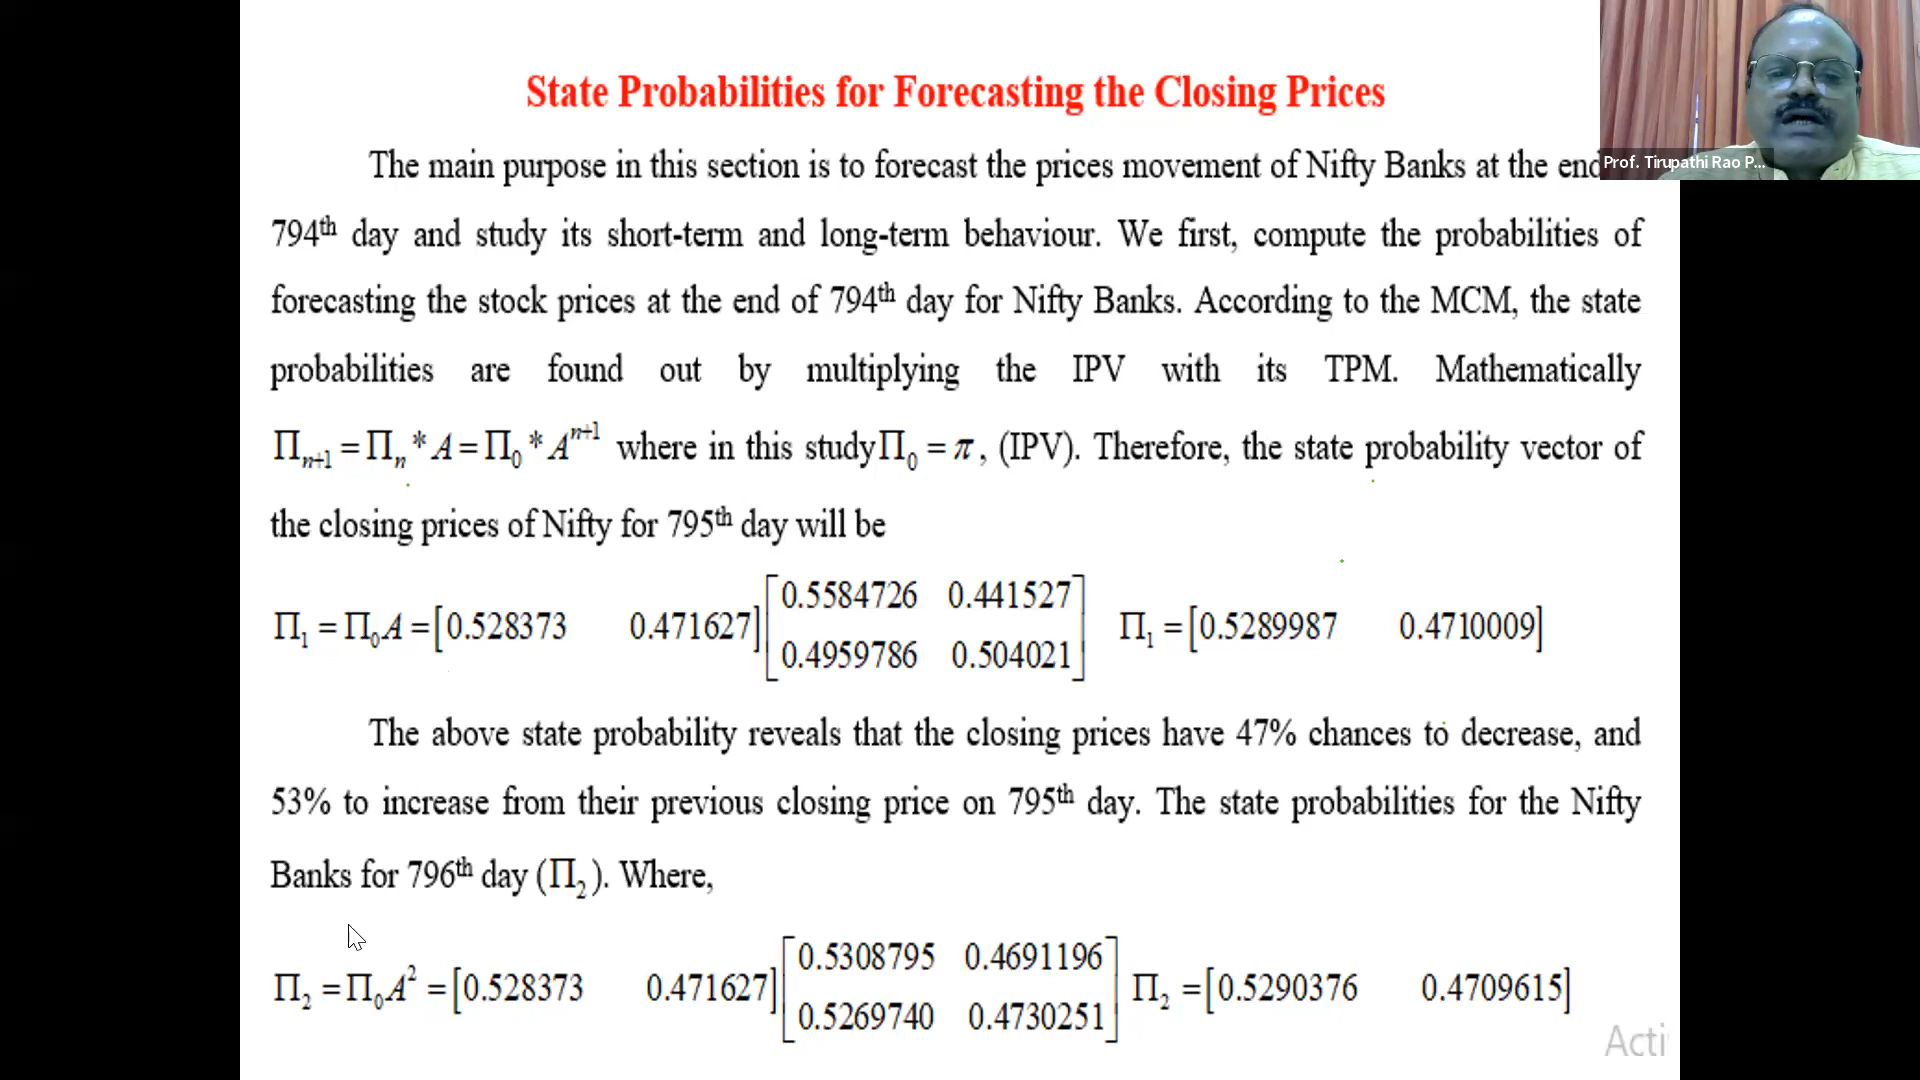 State Probabilities for Forecasting the Closing Prices
The main purpose in this section is to forecast the prices movement of Nifty Banks at the end
Prof. Tirupathi Rao P...
794th day and study its short-term and long-term behaviour. We first, compute the probabilities of
forecasting the stock prices at the end of 794th day for Nifty Banks. According to the MCM, the state
probabilities are found out by multiplying the IPV with its TPM. Mathematically
Π_{n+1} = Π_n * A = Π_0 * A^{n+1} where in this study Π_0 = π, (IPV). Therefore, the state probability vector of
the closing prices of Nifty for 795th day will be
Π_1 = Π_0 A = [0.528373 0.471627] [0.5584726 0.441527; 0.4959786 0.504021] Π_1 = [0.5289987 0.4710009]
The above state probability reveals that the closing prices have 47% chances to decrease, and
53% to increase from their previous closing price on 795th day. The state probabilities for the Nifty
Banks for 796th day (Π_2). Where,
Π_2 = Π_0 A^2 = [0.528373 0.471627] [0.5308795 0.4691196; 0.5269740 0.4730251] Π_2 = [0.5290376 0.4709615]
Acti